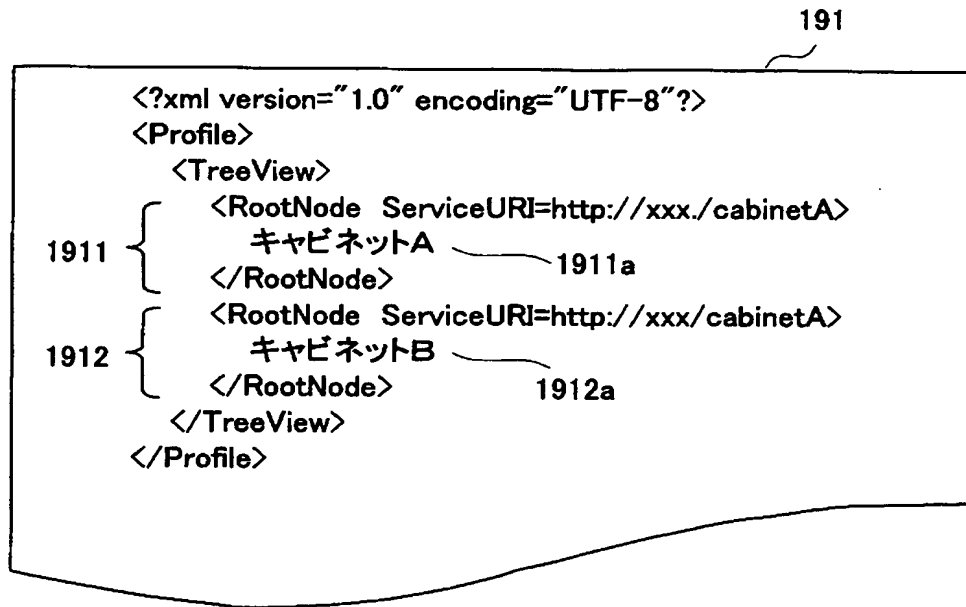 191
<?xml version="1.0" encoding="UTF-8"?>
<Profile>
<TreeView>
<RootNode ServiceURI=http://xxx./cabinetA>
1911
キャビネットA
1911a
</RootNode>
<RootNode ServiceURI=http://xxx/cabinetA>
1912
キャビネットB
</RootNode>
1912a
</TreeView>
</Profile>